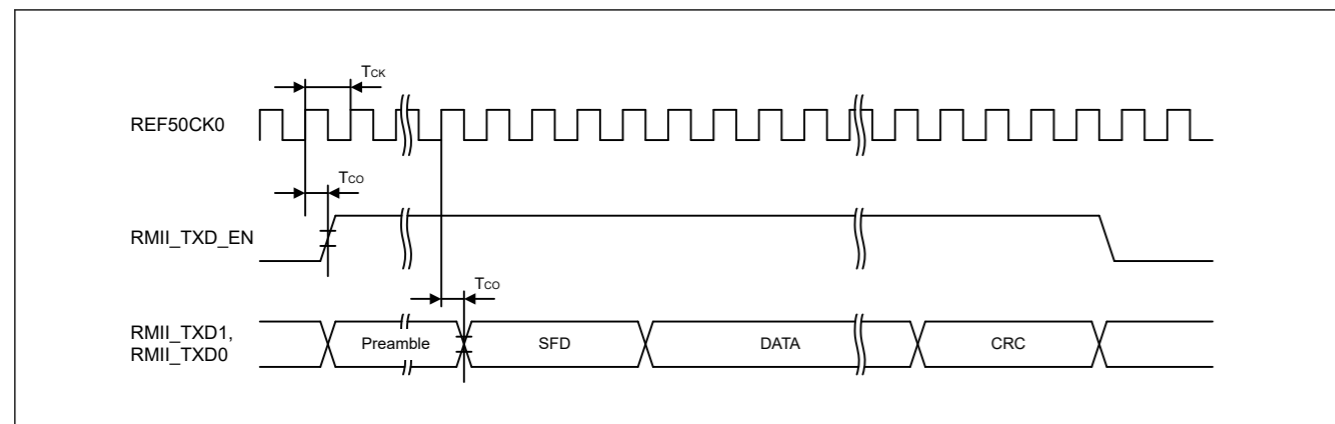 TCK
REF50CK0
TCO
RMII_TXD_EN
TCO
RMII_TXD1,
RMII_TXD0
Preamble
SFD
DATA
CRC